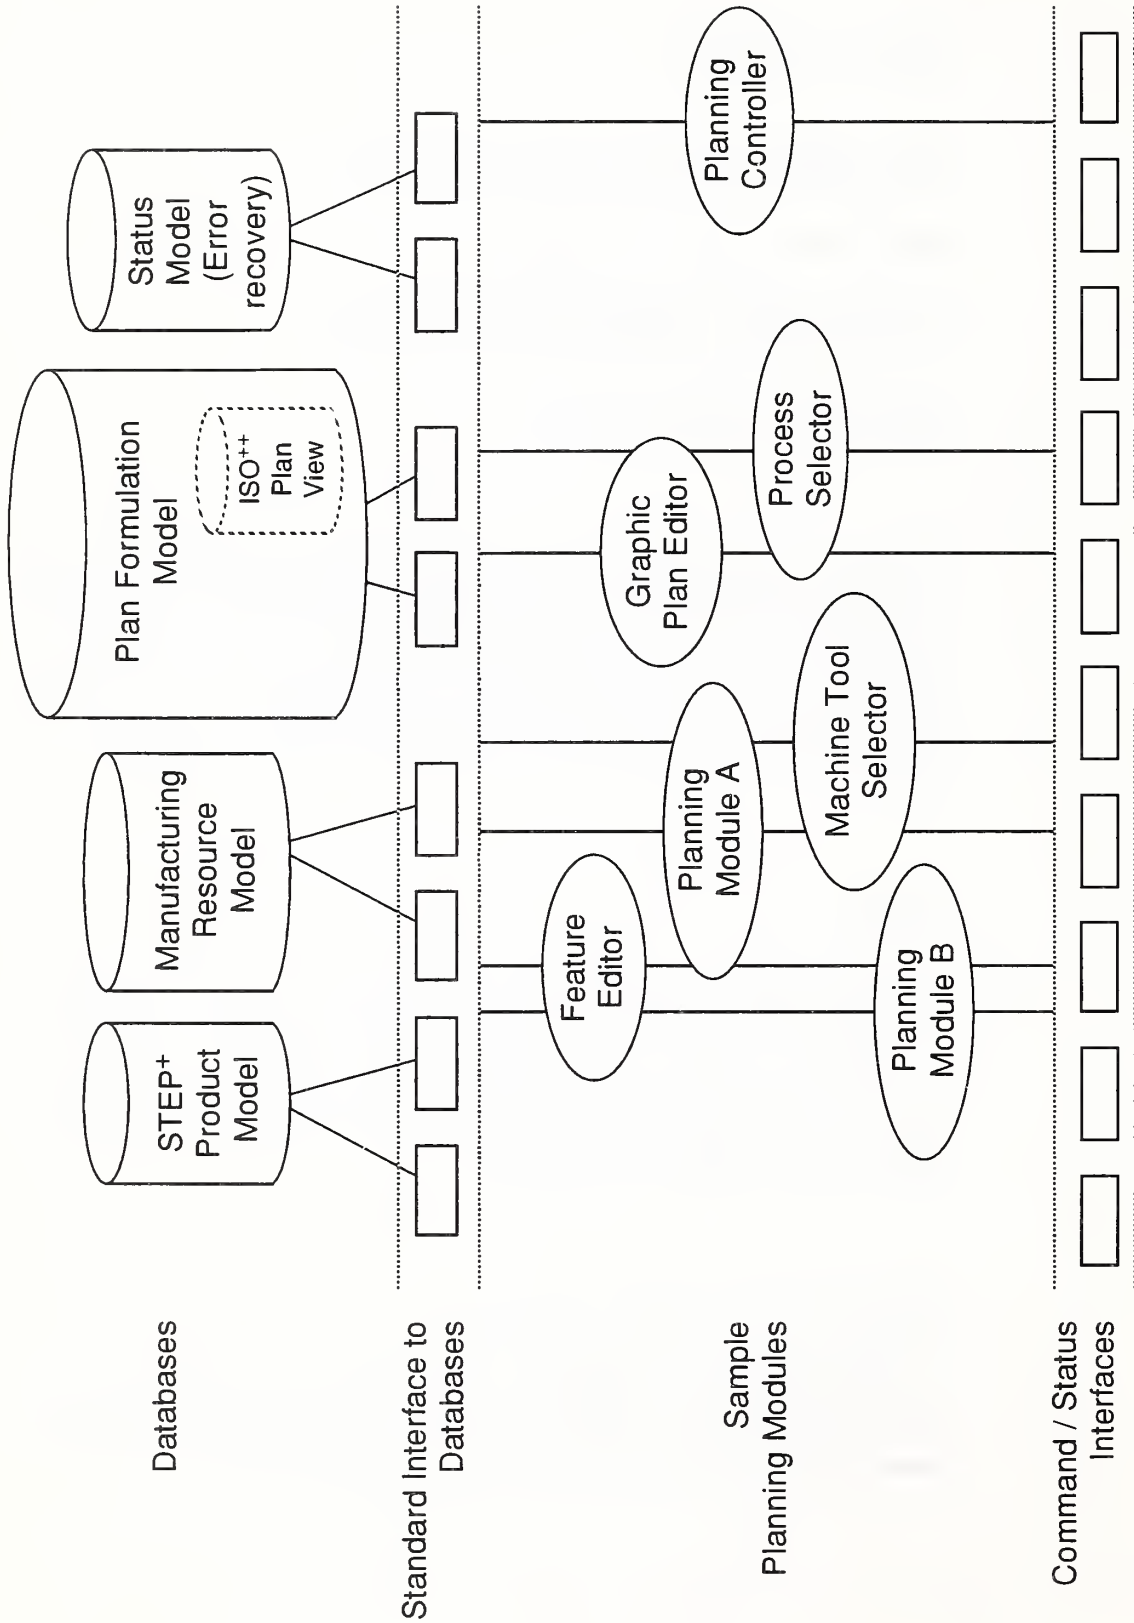 Databases
STEP+
Product
Model
Manufacturing
Resource
Model
Plan Formulation
Model
ISO++
Plan
View
Status
Model
(Error
recovery)
Standard Interface to
Databases
Sample
Planning Modules
Feature
Editor
Planning
Module B
Planning
Module A
Machine Tool
Selector
Graphic
Plan Editor
Process
Selector
Planning
Controller
Command / Status
Interfaces